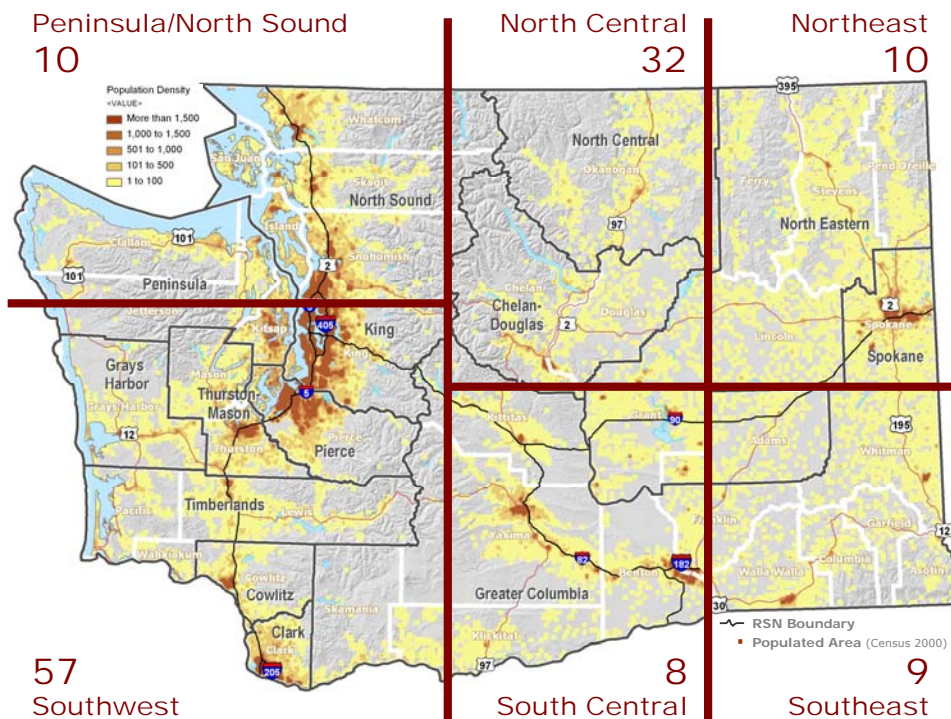 Peninsula/North Sound
10
North Central
32
Northeast
10
Population Density
<VALUE>
More than 1,500
1,000 to 1,500
501 to 1,000
101 to 500
1 to 100
395
Whatcom
San Juan
North Central
Okanogan
Pend Oreille
Ferry
Stevens
Skagit
North Sound
Island
97
North Eastern
101
Clallam
Snohomish
2
101
Peninsula
Chelan
Chelan-
Douglas
Douglas
2
2
Spokane
Jefferson
Kitsap
405
King
King
Lincoln
Spokane
Grays
Harbor
Mason
Thurston-
Mason
5
Grays Harbor
12
Thurston
Pierce
Pierce
Kittitas
Grant
90
Adams
195
Whitman
Timberlands
Lewis
Pacific
Wahkiakum
Yakima
Franklin
Garfield
12
Cowlitz
Cowlitz
82
Benton
182
Walla Walla
Columbia
Asotin
Skamania
Greater Columbia
30
Clark
Clark
Klickitat
97
205
RSN Boundary
Populated Area (Census 2000)
57
Southwest
8
South Central
9
Southeast